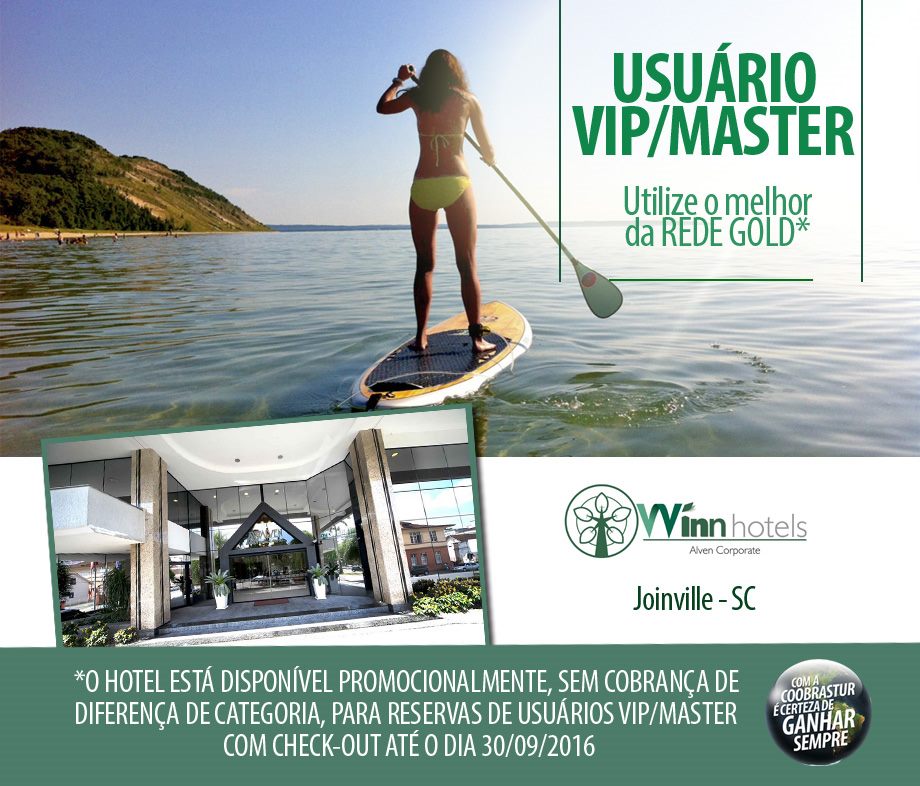 USUÁRIO
VIP/MASTER
Utilize o melhor
da REDE GOLD*
Winn hotels
Alven Corporate
Joinville - SC
*O HOTEL ESTÁ DISPONÍVEL PROMOCIONALMENTE, SEM COBRANÇA DE
DIFERENÇA DE CATEGORIA, PARA RESERVAS DE USUÁRIOS VIP/MASTER
COM CHECK-OUT ATÉ O DIA 30/09/2016
COM A
COOBRASTUR
É CERTEZA DE
GANHAR
SEMPRE